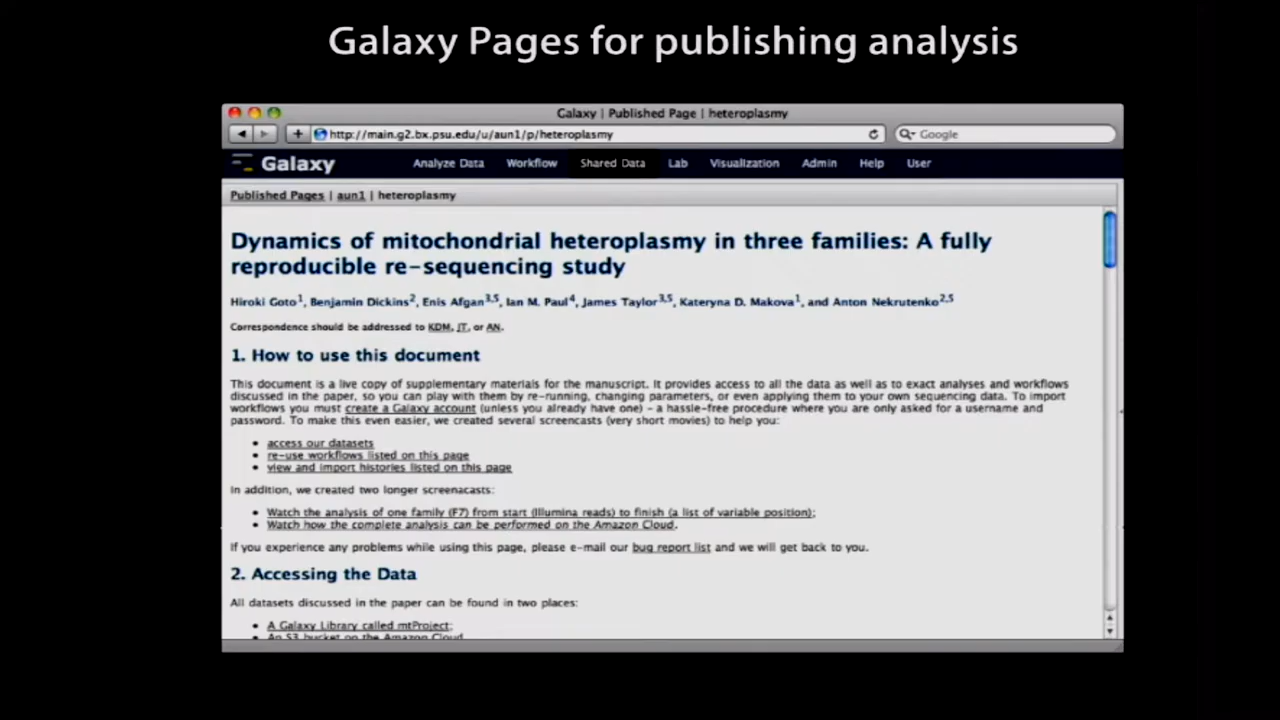 Galaxy Pages for publishing analysis
Galaxy | Published Page | heteroplasmy
http://main.g2.bx.psu.edu/u/aun1/p/heteroplasmy
Google
Galaxy Analyze Data Workflow Shared Data Lab Visualization Admin Help User
Published Pages | aun1 | heteroplasmy
Dynamics of mitochondrial heteroplasmy in three families: A fully
reproducible re-sequencing study
Hiroki Goto1, Benjamin Dickins2, Enis Afgan3,5, Ian M. Paul4, James Taylor3,5, Kateryna D. Makova1, and Anton Nekrutenko2,5
Correspondence should be addressed to KDM, JT, or AN.
1. How to use this document
This document is a live copy of supplementary materials for the manuscript. It provides access to all the data as well as to exact analyses and workflows
discussed in the paper, so you can play with them by re-running, changing parameters, or even applying them to your own sequencing data. To import
workflows you must create a Galaxy account (unless you already have one) – a hassle-free procedure where you are only asked for a username and
password. To make this even easier, we created several screencasts (very short movies) to help you:
• access our datasets
• re-use workflows listed on this page
• view and import histories listed on this page
In addition, we created two longer screenacasts:
• Watch the analysis of one family (F7) from start (Illumina reads) to finish (a list of variable position);
• Watch how the complete analysis can be performed on the Amazon Cloud.
If you experience any problems while using this page, please e-mail our bug report list and we will get back to you.
2. Accessing the Data
All datasets discussed in the paper can be found in two places:
• A Galaxy Library called mtProject;
• An S3 bucket on the Amazon Cloud